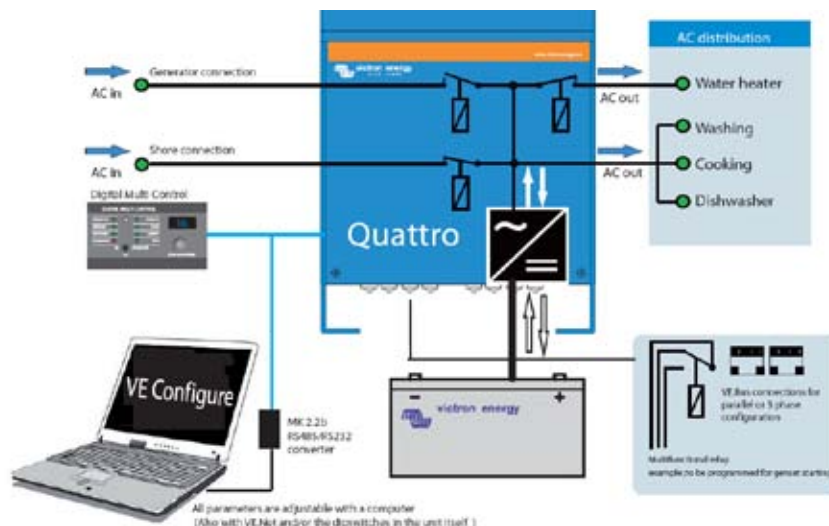 AC distribution
victron energy
Generator connection
AC in
AC out
Water heater
Washing
Shore connection
AC in
AC out
Cooking
Digital Multi Control
Dishwasher
Quattro
VE Configure
MK 2.2b
RS485/RS232
converter
victron energy
VE.Bus connections for
parallel or 3 phase
configuration
Multifunctional relay
example: to be programmed for genset starting
All parameters are adjustable with a computer
(Also with VE.Net and/or the dipswitches in the unit itself )